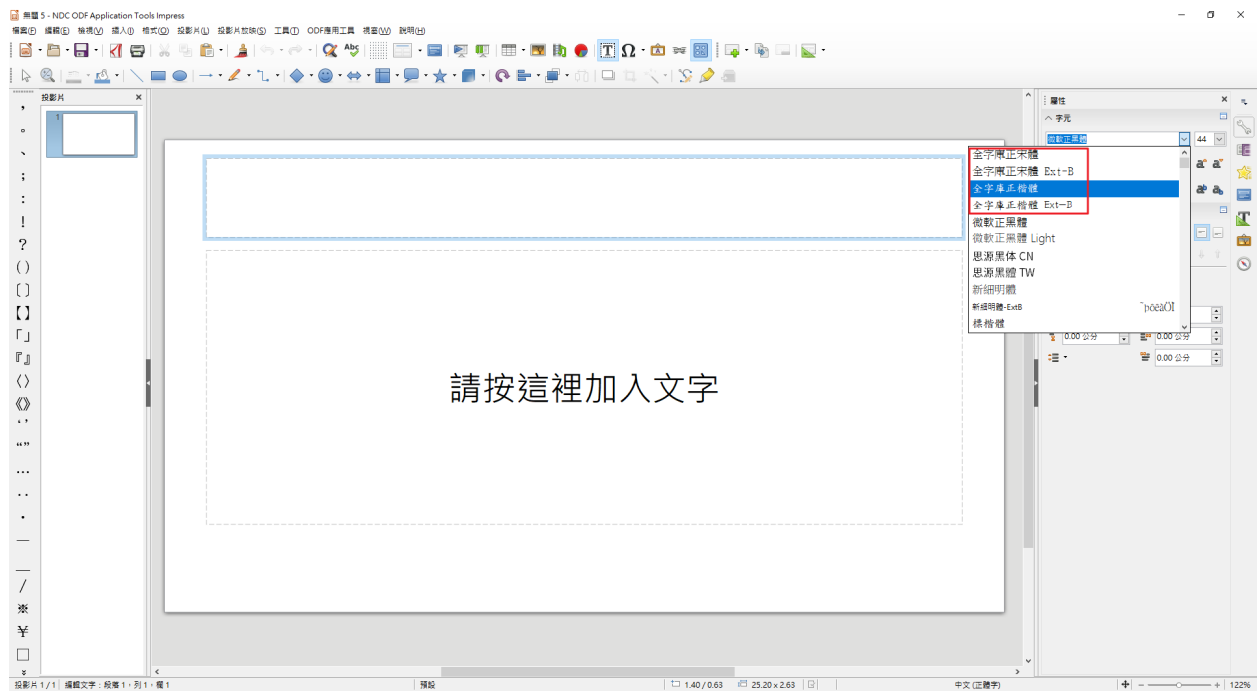 無題 5 - NDC ODF Application Tools Impress
檔案(F) 編輯(E) 檢視(V) 插入(I) 格式(O) 投影片(L) 投影片放映(S) 工具(T) ODF應用工具 視窗(W) 說明(H)
投影片
1
，
。
、
；
：
！
？
（）
〔〕
【】
「」
『』
〈〉
《》
‘ ’
“ ”
…
‥
．
—
＿
／
※
￥
□
請按這裡加入文字
屬性
字元
微軟正黑體 44
全字庫正宋體
全字庫正宋體 Ext-B
全字庫正楷體
全字庫正楷體 Ext-B
微軟正黑體
微軟正黑體 Light
思源黑体 CN
思源黑體 TW
新細明體
新細明體-ExtB
標楷體
0.00 公分 0.00 公分
0.00 公分
投影片 1 / 1 編輯文字：段落 1，列 1，欄 1 預設 1.40 / 0.63 25.20 x 2.63 中文 (正體字) 122%